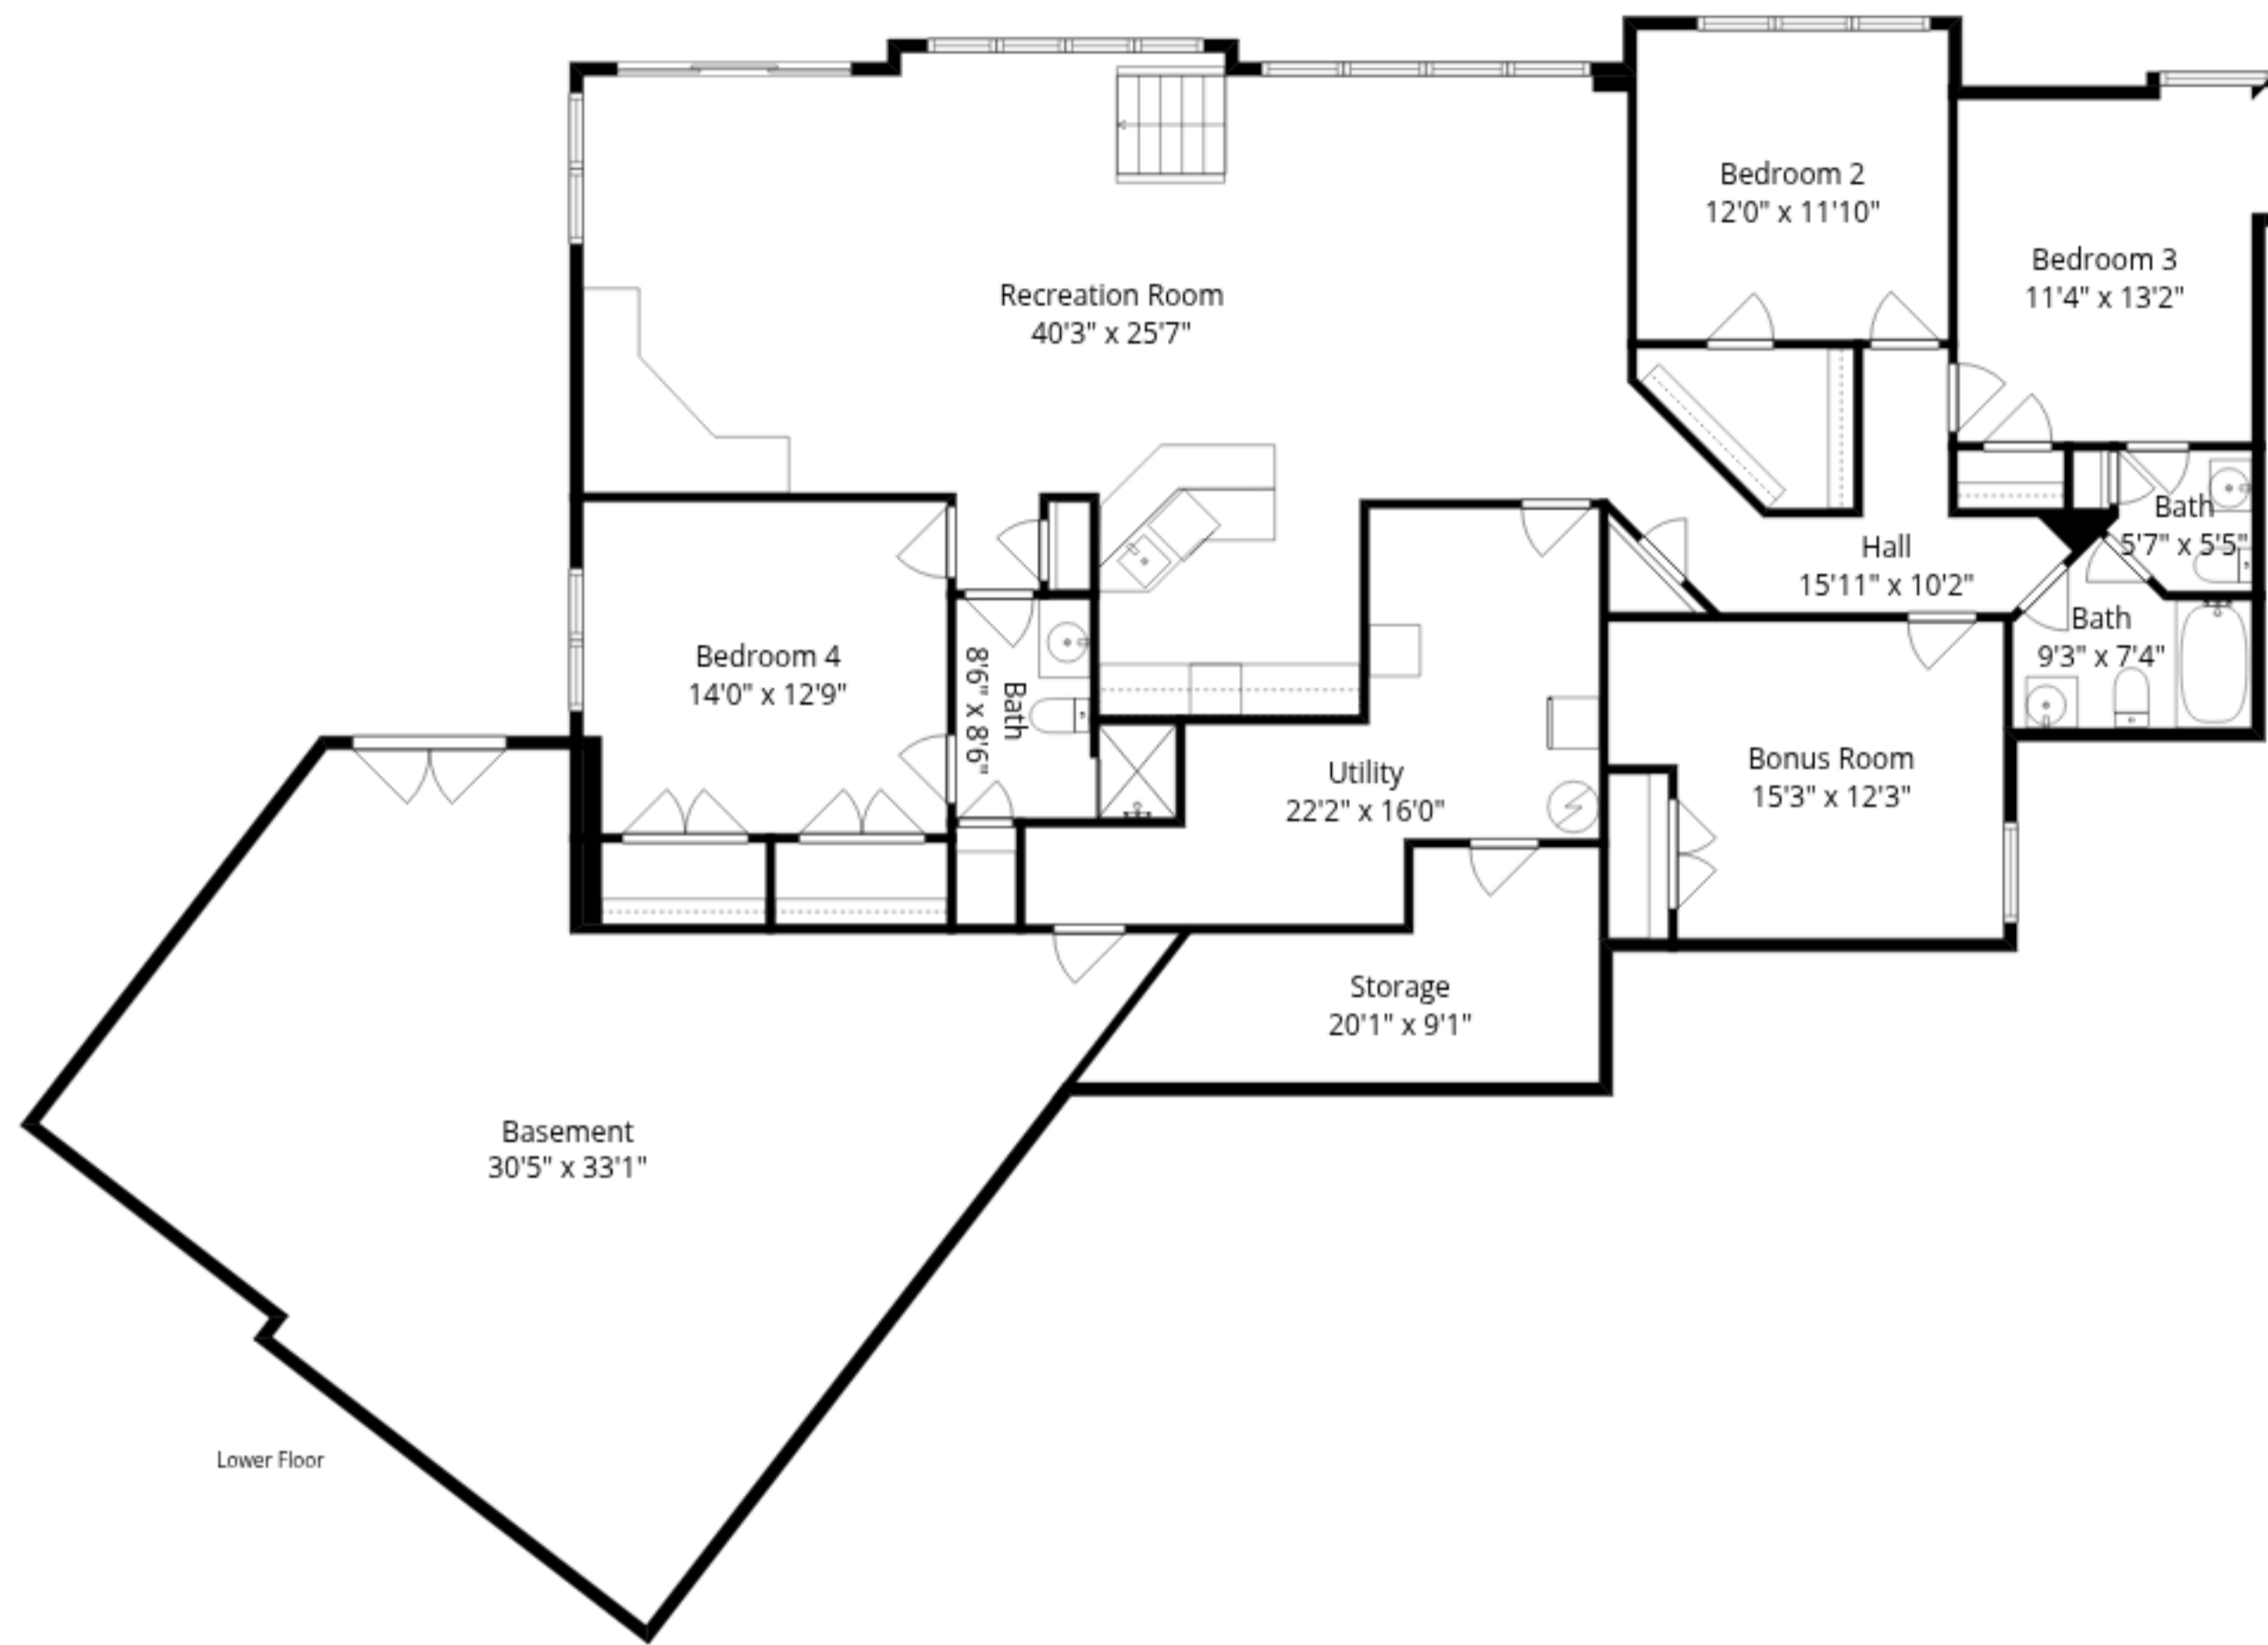 Bedroom 2
12'0" x 11'10"
Bedroom 3
11'4" x 13'2"
Recreation Room
40'3" x 25'7"
Bath
5'7" x 5'5"
Hall
15'11" x 10'2"
Bath
9'3" x 7'4"
Bedroom 4
14'0" x 12'9"
Bath
8'6" x 8'6"
Utility
22'2" x 16'0"
Bonus Room
15'3" x 12'3"
Storage
20'1" x 9'1"
Basement
30'5" x 33'1"
Lower Floor